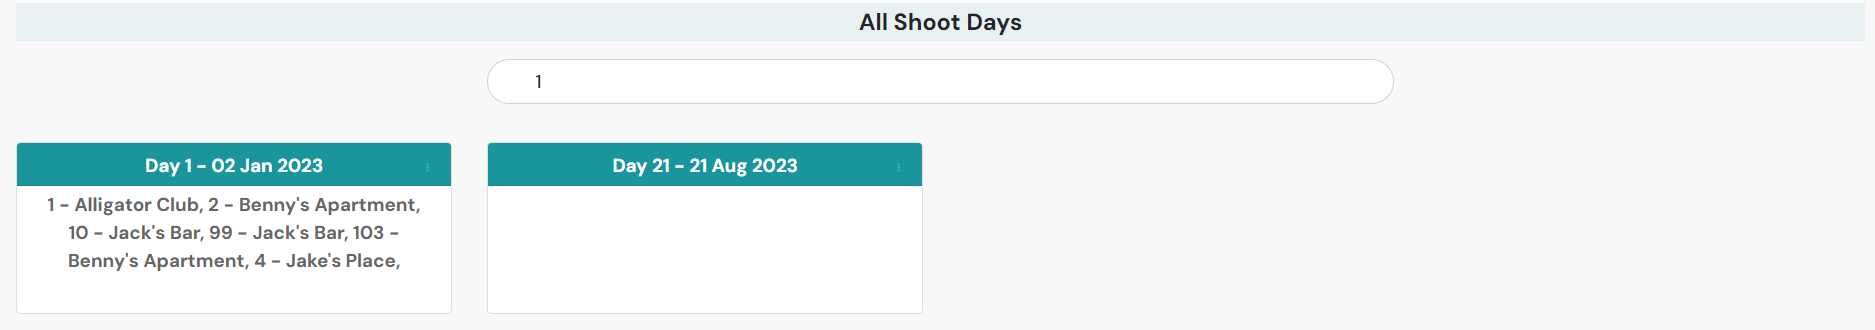 All Shoot Days
1
Day 1 - 02 Jan 2023
1 - Alligator Club, 2 - Benny's Apartment,
10 - Jack's Bar, 99 - Jack's Bar, 103 -
Benny's Apartment, 4 - Jake's Place,
Day 21 - 21 Aug 2023